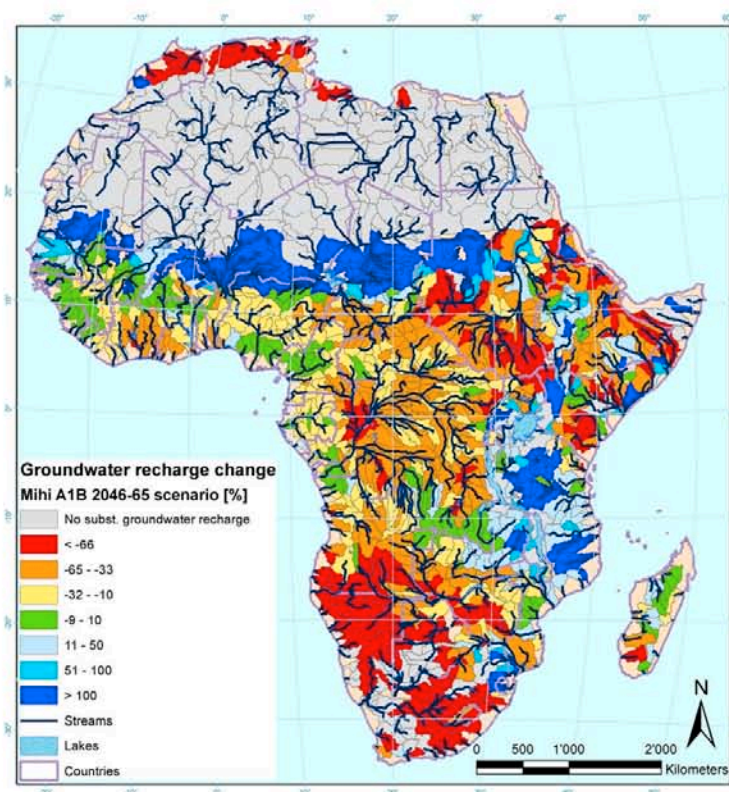 Groundwater recharge change
Mihi A1B 2046-65 scenario [%]
No subst. groundwater recharge
< -66
-65 - -33
-32 - -10
-9 - 10
11 - 50
51 - 100
> 100
Streams
Lakes
Countries
N
0 500 1'000 2'000
Kilometers